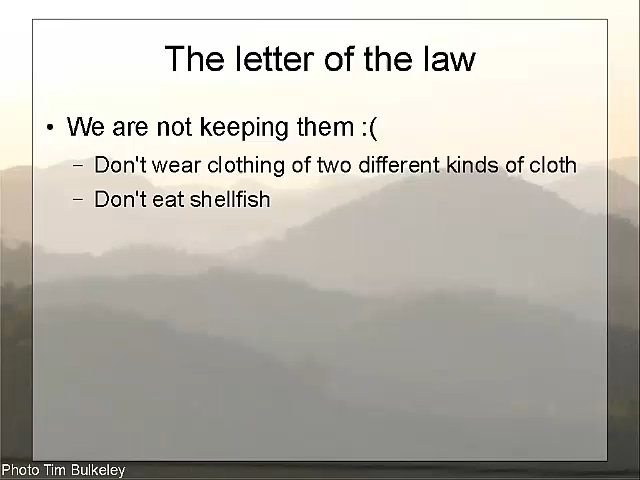 The letter of the law
• We are not keeping them :(
– Don't wear clothing of two different kinds of cloth
– Don't eat shellfish
Photo Tim Bulkeley